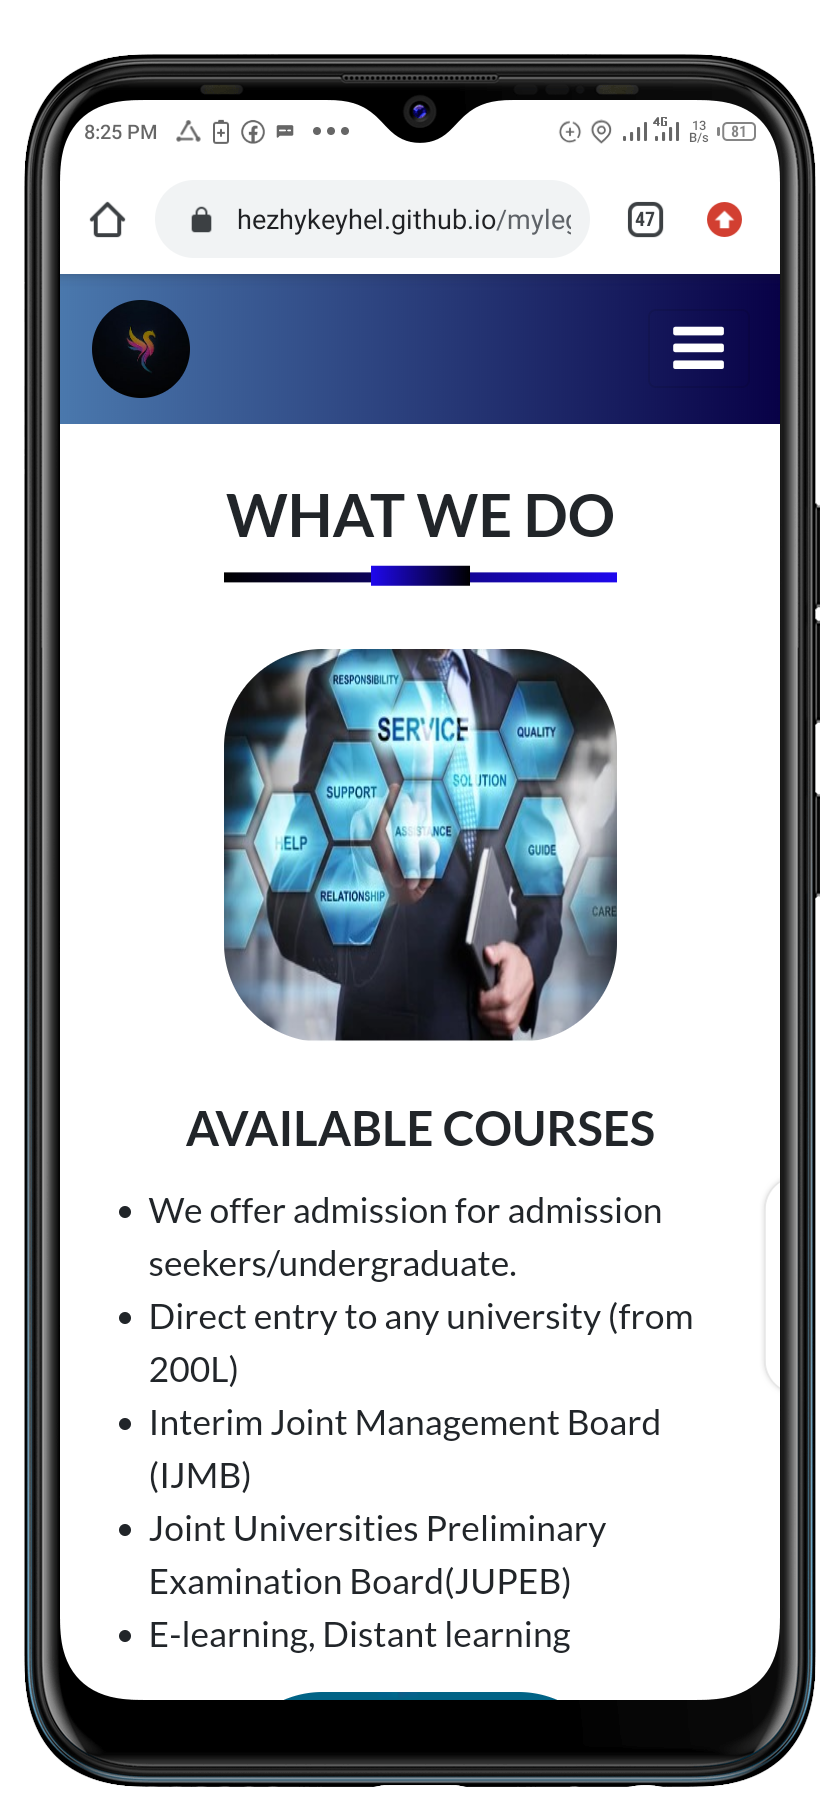 8:25 PM
4G
13
B/s
81
hezhykeyhel.github.io/myleg
47
WHAT WE DO
RESPONSIBILITY
SERVICE
QUALITY
SOLUTION
SUPPORT
ASSISTANCE
HELP
GUIDE
RELATIONSHIP
CARE
AVAILABLE COURSES
• We offer admission for admission
seekers/undergraduate.
• Direct entry to any university (from
200L)
• Interim Joint Management Board
(IJMB)
• Joint Universities Preliminary
Examination Board(JUPEB)
• E-learning, Distant learning